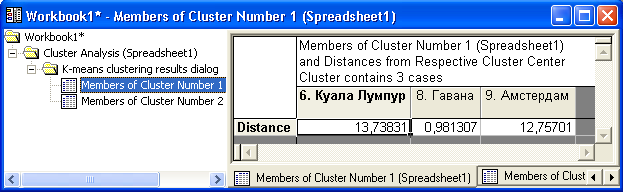 Workbook1* - Members of Cluster Number 1 (Spreadsheet1)
Workbook1*
Cluster Analysis (Spreadsheet1)
K-means clustering results dialog
Members of Cluster Number 1
Members of Cluster Number 2
Members of Cluster Number 1 (Spreadsheet1)
and Distances from Respective Cluster Center
Cluster contains 3 cases
6. Куала Лумпур 8. Гавана 9. Амстердам
Distance 13,73831 0,981307 12,75701
Members of Cluster Number 1 (Spreadsheet1) Members of Clust